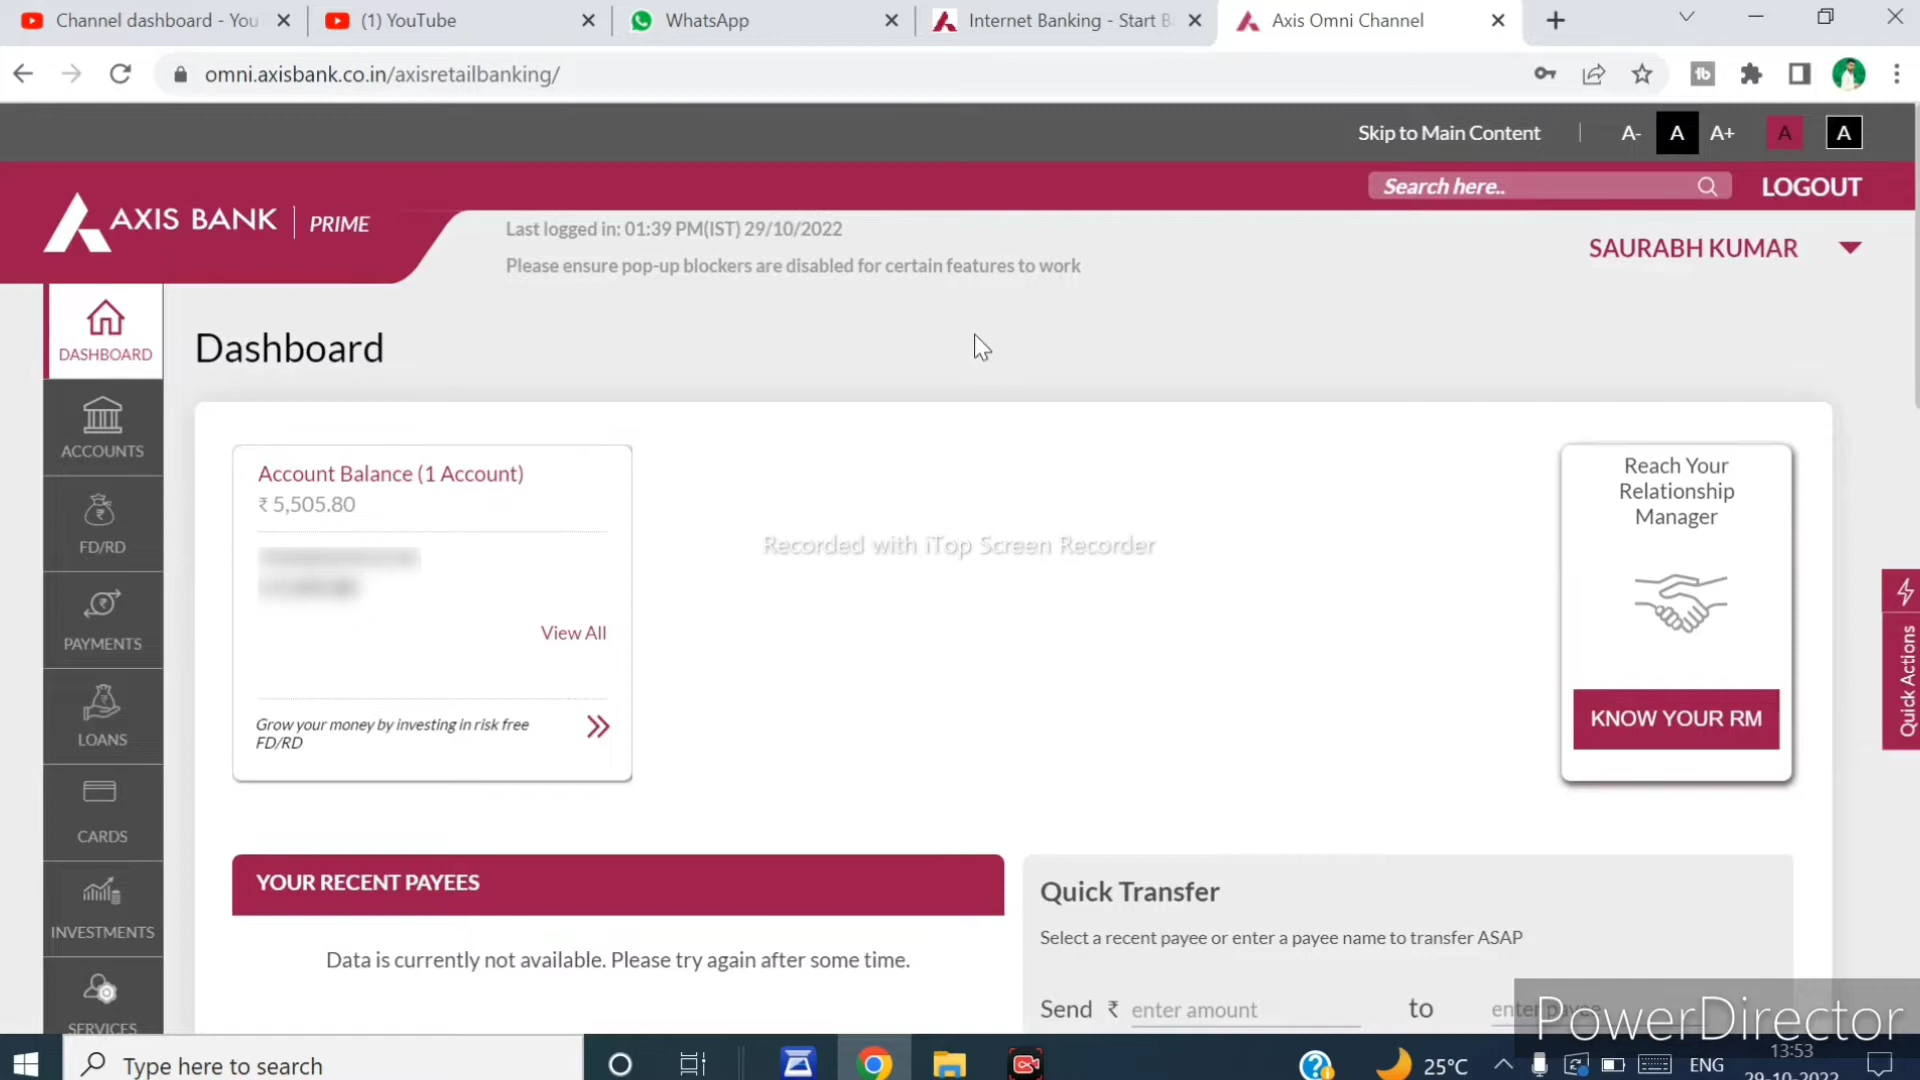 Channel dashboard - You
(1) YouTube
WhatsApp
Internet Banking - Start B
Axis Omni Channel
omni.axisbank.co.in/axisretailbanking/
Skip to Main Content
A-
A
A+
A
A
Search here..
LOGOUT
AXIS BANK | PRIME
Last logged in: 01:39 PM(IST) 29/10/2022
Please ensure pop-up blockers are disabled for certain features to work
SAURABH KUMAR
DASHBOARD
ACCOUNTS
FD/RD
PAYMENTS
LOANS
CARDS
INVESTMENTS
SERVICES
Dashboard
Account Balance (1 Account)
₹ 5,505.80
View All
Grow your money by investing in risk free
FD/RD
Recorded with iTop Screen Recorder
Reach Your
Relationship
Manager
KNOW YOUR RM
Quick Actions
YOUR RECENT PAYEES
Data is currently not available. Please try again after some time.
Quick Transfer
Select a recent payee or enter a payee name to transfer ASAP
Send ₹ enter amount to enter payee
PowerDirector
Type here to search
25°C
ENG
13:53
29-10-2022